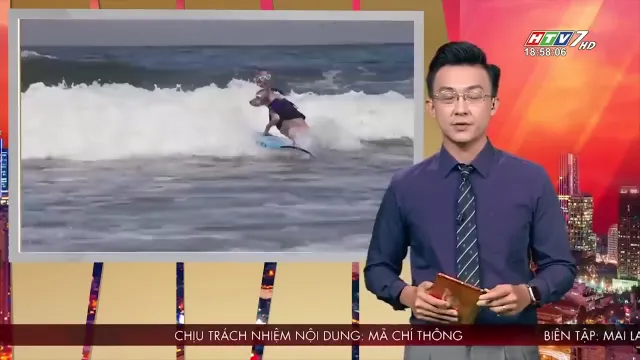 HTV7 HD
18:58:06
CHỊU TRÁCH NHIỆM NỘI DUNG: MÃ CHÍ THÔNG
BIÊN TẬP: MAI LA